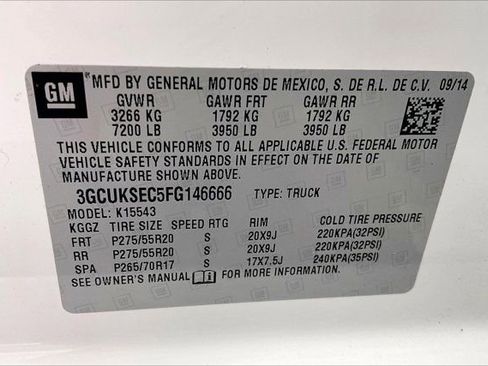 GM MFD BY GENERAL MOTORS DE MEXICO, S. DE R.L. DE C.V. 09/14
GVWR GAWR FRT GAWR RR
3266 KG 1792 KG 1792 KG
7200 LB 3950 LB 3950 LB
THIS VEHICLE CONFORMS TO ALL APPLICABLE U.S. FEDERAL MOTOR
VEHICLE SAFETY AND THEFT PREVENTION STANDARDS IN EFFECT ON THE DATE OF
MANUFACTURE SHOWN ABOVE.
3GCUKSEC5FG146666 TYPE: TRUCK
MODEL: K15543
KGGZ TIRE SIZE SPEED RTG RIM COLD TIRE PRESSURE
FRT P275/55R20 S 20X9J 220KPA(32PSI)
RR P275/55R20 S 20X9J 220KPA(32PSI)
SPA P265/70R17 S 17X7.5J 240KPA(35PSI)
SEE OWNER'S MANUAL FOR MORE INFORMATION.